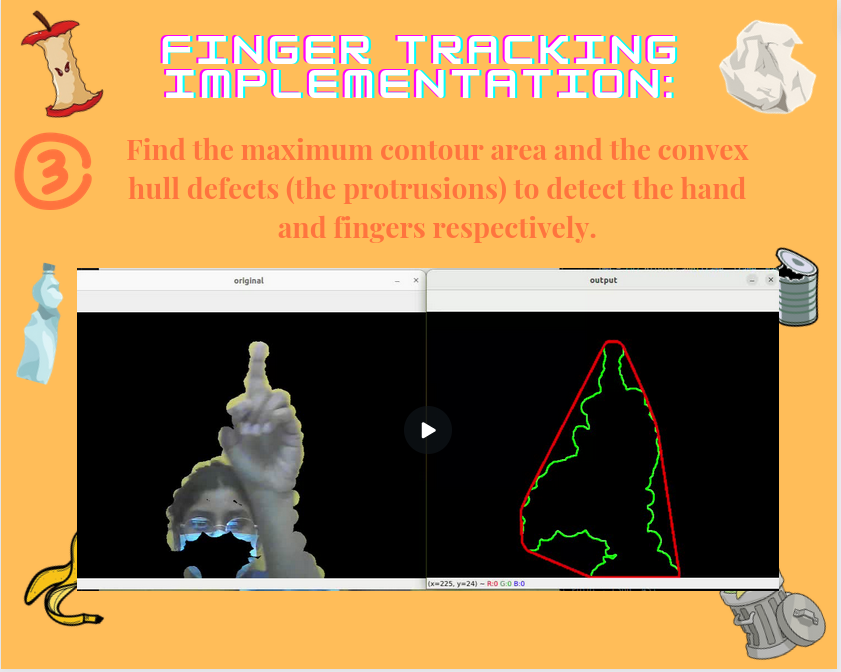 FINGER TRACKING
IMPLEMENTATION:
3
Find the maximum contour area and the convex
hull defects (the protrusions) to detect the hand
and fingers respectively.
original
output
(x=225, y=24) ~ R:0 G:0 B:0